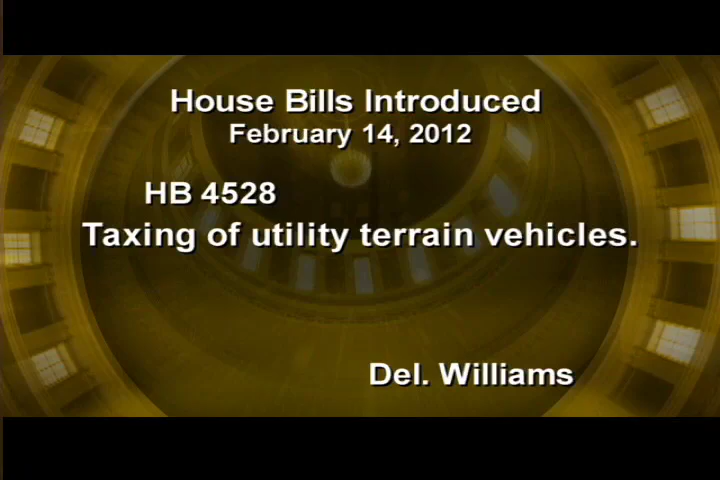 House Bills Introduced
February 14, 2012
HB 4528
Taxing of utility terrain vehicles.
Del. Williams